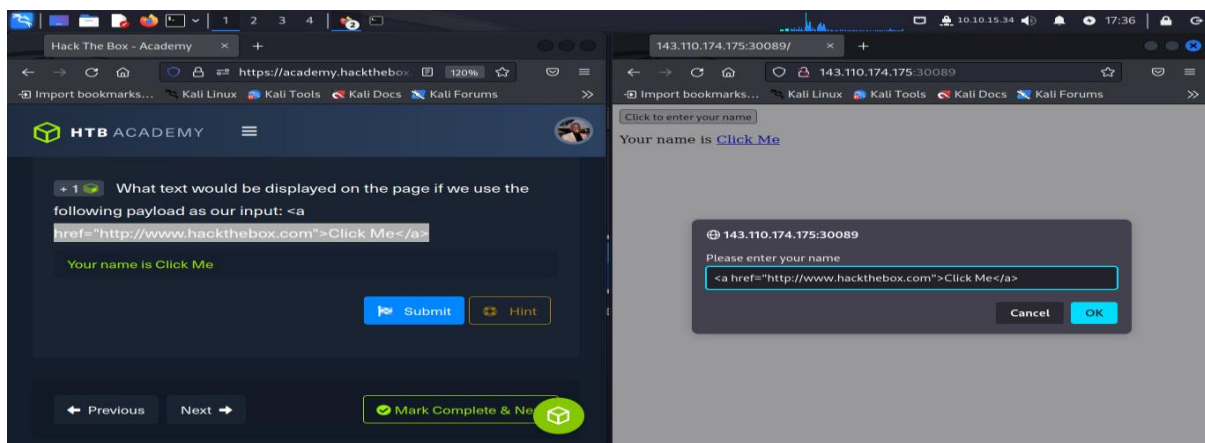 1 2 3 4
10.10.15.34
17:36
Hack The Box - Academy
https://academy.hackthebox.
120%
Import bookmarks... Kali Linux Kali Tools Kali Docs Kali Forums »
HTB ACADEMY
+ 1 What text would be displayed on the page if we use the
following payload as our input: <a
href="http://www.hackthebox.com">Click Me</a>
Your name is Click Me
Submit
Hint
Previous
Next
Mark Complete & Ne
143.110.174.175:30089/
143.110.174.175:30089
Import bookmarks... Kali Linux Kali Tools Kali Docs Kali Forums »
Click to enter your name
Your name is Click Me
143.110.174.175:30089
Please enter your name
<a href="http://www.hackthebox.com">Click Me</a>
Cancel
OK